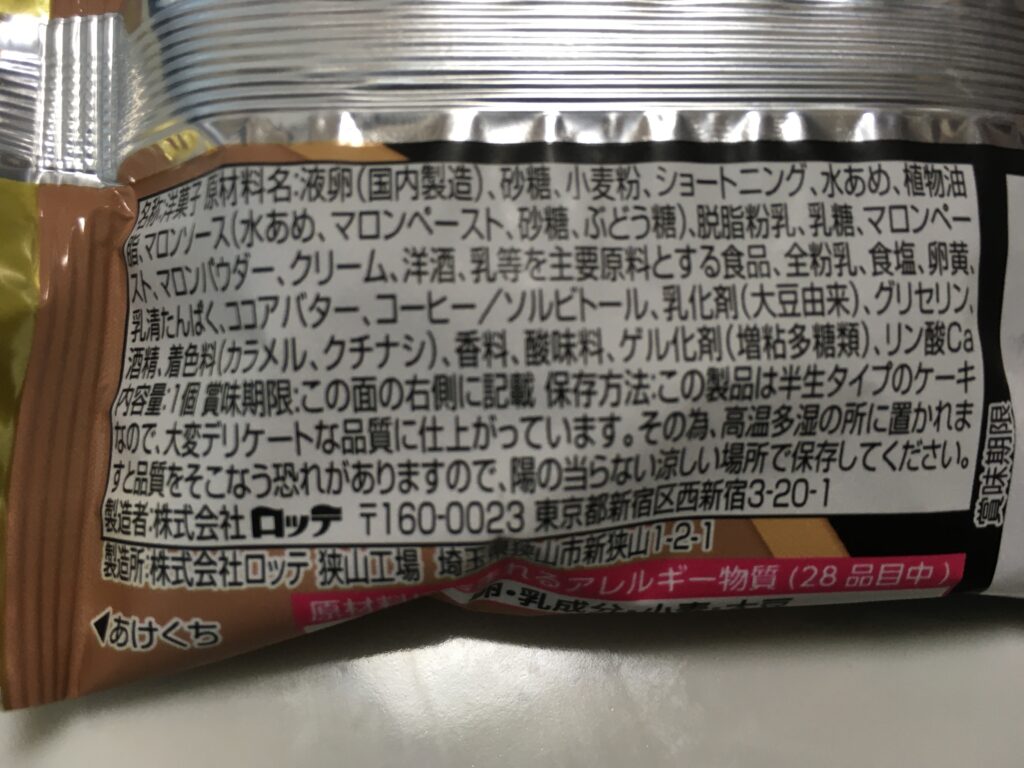 名称:洋菓子 原材料名:液卵(国内製造)、砂糖、小麦粉、ショートニング、水あめ、植物油
脂、マロンソース(水あめ、マロンペースト、砂糖、ぶどう糖)、脱脂粉乳、乳糖、マロンペー
スト、マロンパウダー、クリーム、洋酒、乳等を主要原料とする食品、全粉乳、食塩、卵黄、
乳清たんぱく、ココアバター、コーヒー/ソルビトール、乳化剤(大豆由来)、グリセリン、
酒精、着色料(カラメル、クチナシ)、香料、酸味料、ゲル化剤(増粘多糖類)、リン酸Ca
内容量:1個 賞味期限:この面の右側に記載 保存方法:この製品は半生タイプのケーキ
なので、大変デリケートな品質に仕上がっています。その為、高温多湿の所に置かれま
すと品質をそこなう恐れがありますので、陽の当らない涼しい場所で保存してください。
製造者:株式会社 ロッテ 〒160-0023 東京都新宿区西新宿3-20-1
製造所:株式会社ロッテ 狭山工場 埼玉県狭山市新狭山1-2-1
原材料に含まれるアレルギー物質(28品目中)
卵・乳成分・小麦・大豆
◀あけくち
賞味期限